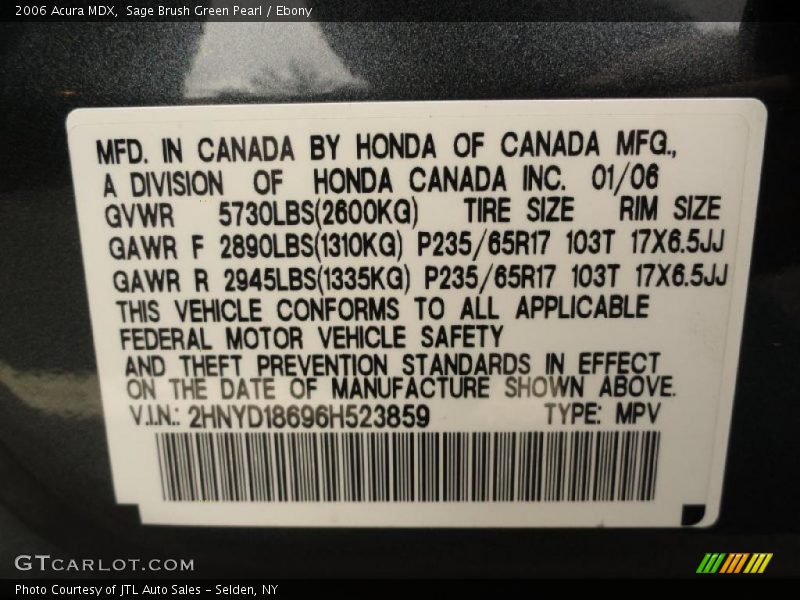 2006 Acura MDX, Sage Brush Green Pearl / Ebony
MFD. IN CANADA BY HONDA OF CANADA MFG.,
A DIVISION OF HONDA CANADA INC. 01/06
GVWR 5730LBS(2600KG) TIRE SIZE RIM SIZE
GAWR F 2890LBS(1310KG) P235/65R17 103T 17X6.5JJ
GAWR R 2945LBS(1335KG) P235/65R17 103T 17X6.5JJ
THIS VEHICLE CONFORMS TO ALL APPLICABLE
FEDERAL MOTOR VEHICLE SAFETY
AND THEFT PREVENTION STANDARDS IN EFFECT
ON THE DATE OF MANUFACTURE SHOWN ABOVE.
V.I.N.: 2HNYD18696H523859 TYPE: MPV
GTCARLOT.COM
Photo Courtesy of JTL Auto Sales - Selden, NY